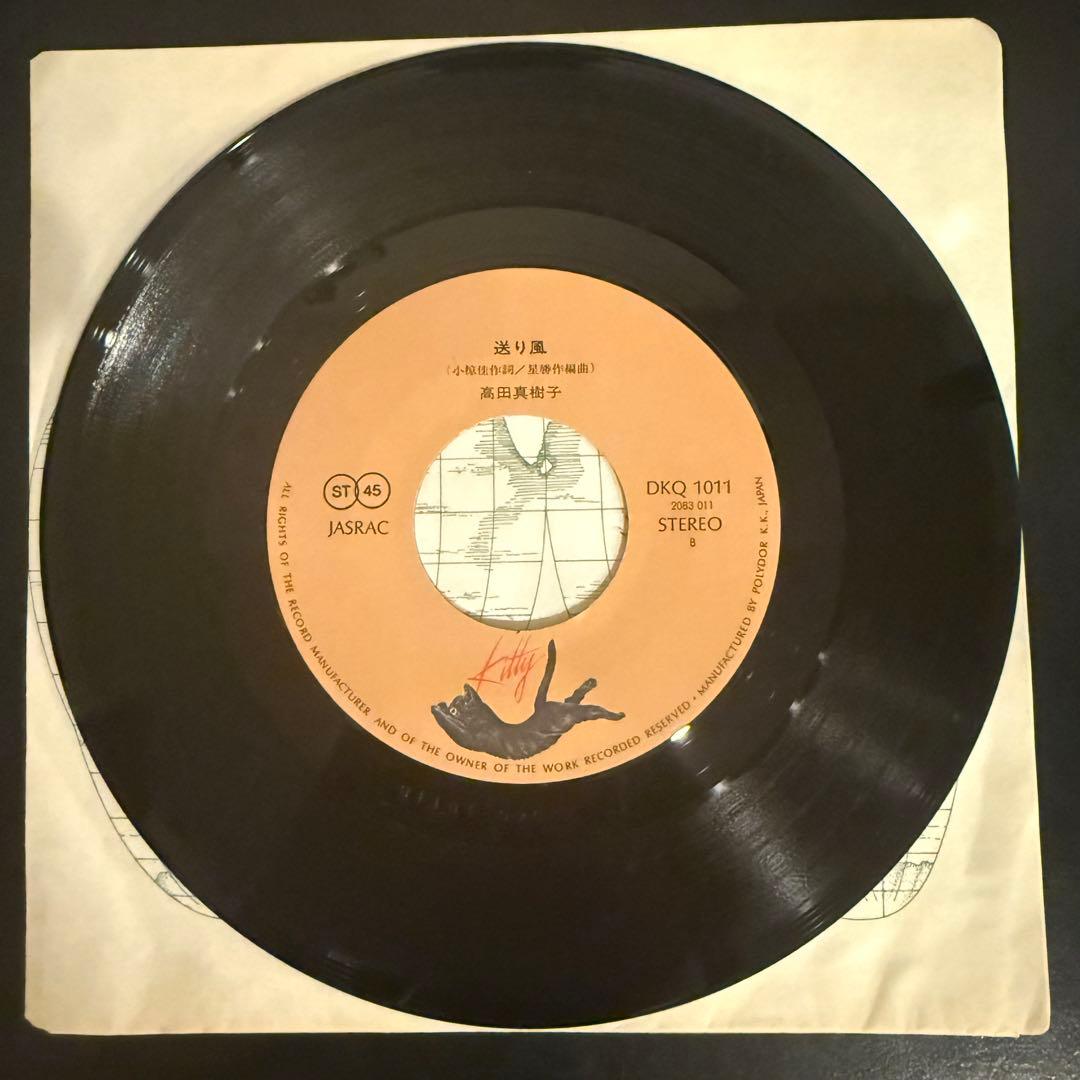 送り風
(小椋佳作詞/星勝作編曲)
高田真樹子
ST 45
JASRAC
DKQ 1011
2083 011
STEREO
B
Kitty
ALL RIGHTS OF THE RECORD MANUFACTURER AND OF THE OWNER OF THE WORK RECORDED RESERVED • MANUFACTURED BY POLYDOR K.K., JAPAN